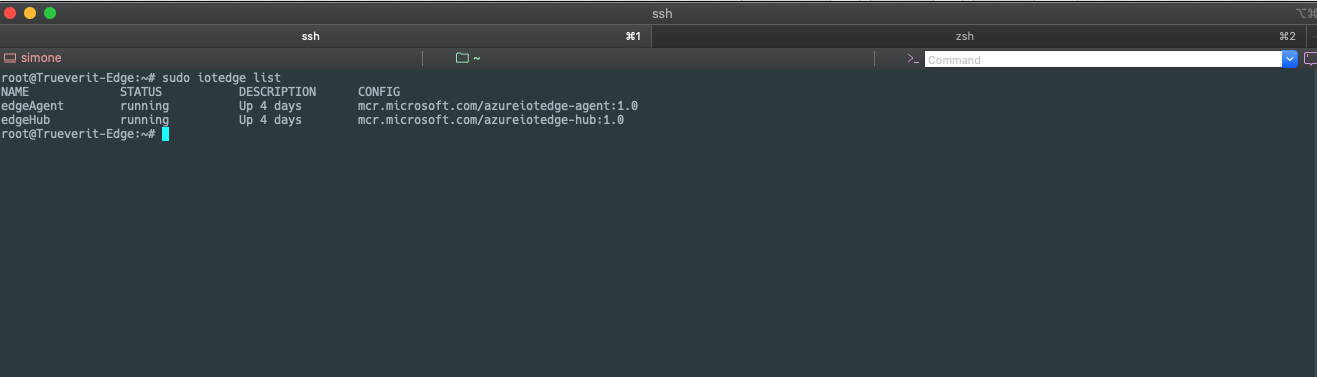 ssh ⌥⌘
ssh ⌘1 zsh ⌘2
simone ~ >_ Command
root@Trueverit-Edge:~# sudo iotedge list
NAME STATUS DESCRIPTION CONFIG
edgeAgent running Up 4 days mcr.microsoft.com/azureiotedge-agent:1.0
edgeHub running Up 4 days mcr.microsoft.com/azureiotedge-hub:1.0
root@Trueverit-Edge:~#